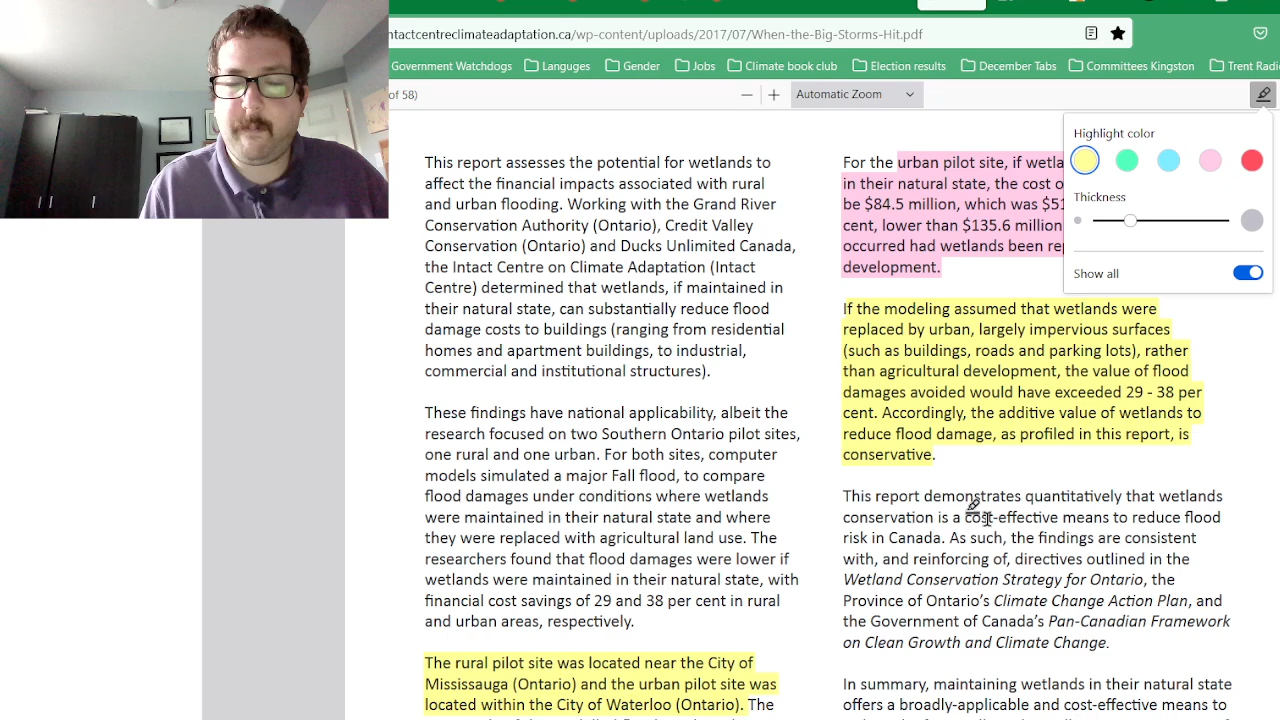 ntactcentreclimateadaptation.ca/wp-content/uploads/2017/07/When-the-Big-Storms-Hit.pdf
Government Watchdogs Languges Gender Jobs Climate book club Election results December Tabs Committees Kingston Trent Radi
of 58) Automatic Zoom
Highlight color
Thickness
Show all
This report assesses the potential for wetlands to
affect the financial impacts associated with rural
and urban flooding. Working with the Grand River
Conservation Authority (Ontario), Credit Valley
Conservation (Ontario) and Ducks Unlimited Canada,
the Intact Centre on Climate Adaptation (Intact
Centre) determined that wetlands, if maintained in
their natural state, can substantially reduce flood
damage costs to buildings (ranging from residential
homes and apartment buildings, to industrial,
commercial and institutional structures).
These findings have national applicability, albeit the
research focused on two Southern Ontario pilot sites,
one rural and one urban. For both sites, computer
models simulated a major Fall flood, to compare
flood damages under conditions where wetlands
were maintained in their natural state and where
they were replaced with agricultural land use. The
researchers found that flood damages were lower if
wetlands were maintained in their natural state, with
financial cost savings of 29 and 38 per cent in rural
and urban areas, respectively.
The rural pilot site was located near the City of
Mississauga (Ontario) and the urban pilot site was
located within the City of Waterloo (Ontario). The
For the urban pilot site, if wetla
in their natural state, the cost o
be $84.5 million, which was $51
cent, lower than $135.6 million
occurred had wetlands been rep
development.
If the modeling assumed that wetlands were
replaced by urban, largely impervious surfaces
(such as buildings, roads and parking lots), rather
than agricultural development, the value of flood
damages avoided would have exceeded 29 - 38 per
cent. Accordingly, the additive value of wetlands to
reduce flood damage, as profiled in this report, is
conservative.
This report demonstrates quantitatively that wetlands
conservation is a cost-effective means to reduce flood
risk in Canada. As such, the findings are consistent
with, and reinforcing of, directives outlined in the
Wetland Conservation Strategy for Ontario, the
Province of Ontario's Climate Change Action Plan, and
the Government of Canada's Pan-Canadian Framework
on Clean Growth and Climate Change.
In summary, maintaining wetlands in their natural state
offers a broadly-applicable and cost-effective means to